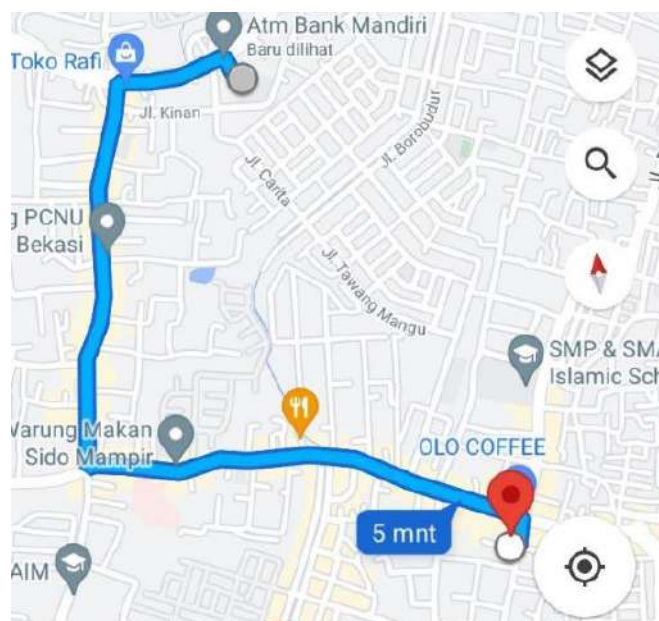 Atm Bank Mandiri
Baru dilihat
Toko Rafi
Jl. Kinan
Jl. Borobudur
Jl. Carita
g PCNU
Bekasi
Jl. Tawang Mangu
SMP & SMA
Islamic Sch
Warung Makan
Sido Mampir
OLO COFFEE
5 mnt
AIM